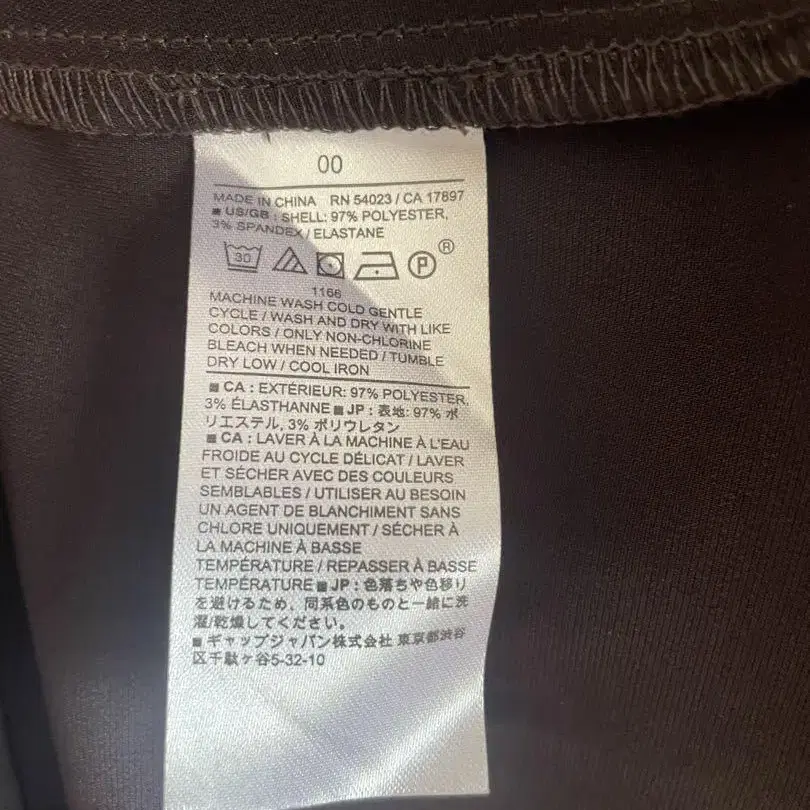 00
MADE IN CHINA RN 54023 / CA 17897
■ US/GB : SHELL: 97% POLYESTER,
3% SPANDEX / ELASTANE
30 P ®
1166
MACHINE WASH COLD GENTLE
CYCLE / WASH AND DRY WITH LIKE
COLORS / ONLY NON-CHLORINE
BLEACH WHEN NEEDED / TUMBLE
DRY LOW / COOL IRON
■ CA : EXTÉRIEUR: 97% POLYESTER,
3% ÉLASTHANNE ■ JP : 表地: 97% ポ
リエステル, 3% ポリウレタン
■ CA : LAVER À LA MACHINE À L'EAU
FROIDE AU CYCLE DÉLICAT / LAVER
ET SÉCHER AVEC DES COULEURS
SEMBLABLES / UTILISER AU BESOIN
UN AGENT DE BLANCHIMENT SANS
CHLORE UNIQUEMENT / SÉCHER À
LA MACHINE À BASSE
TEMPÉRATURE / REPASSER À BASSE
TEMPÉRATURE ■ JP : 色落ちや色移り
を避けるため、同系色のものと一緒に洗
濯/乾燥してください。
■ ギャップジャパン株式会社 東京都渋谷
区千駄ヶ谷5-32-10